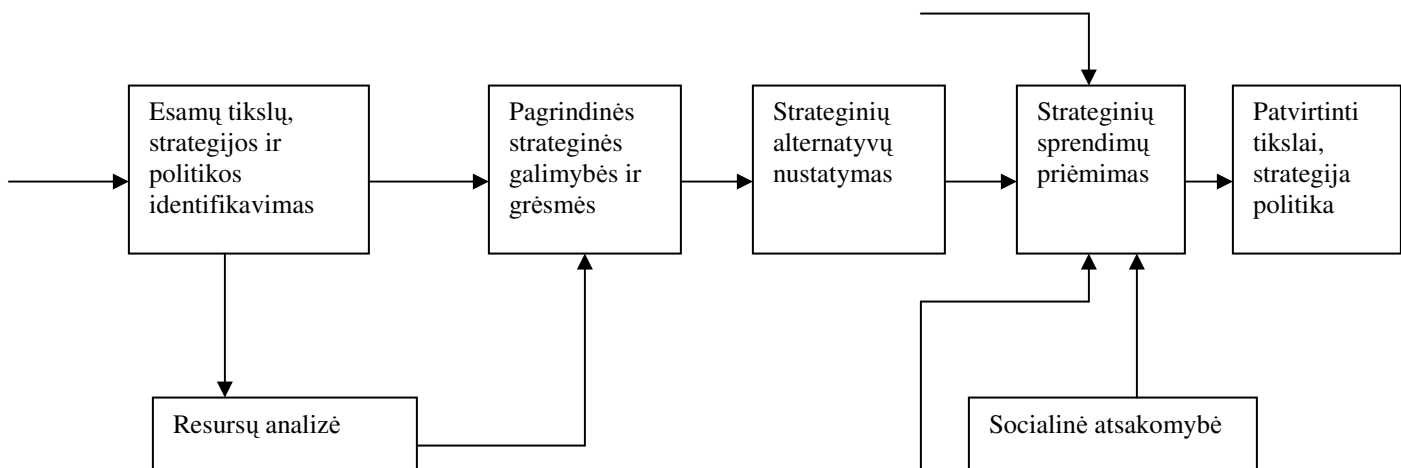 Esamų tikslų,
strategijos ir
politikos
identifikavimas
Pagrindinės
strateginės
galimybės ir
grėsmės
Strateginių
alternatyvų
nustatymas
Strateginių
sprendimų
priėmimas
Patvirtinti
tikslai,
strategija
politika
Resursų analizė
Socialinė atsakomybė